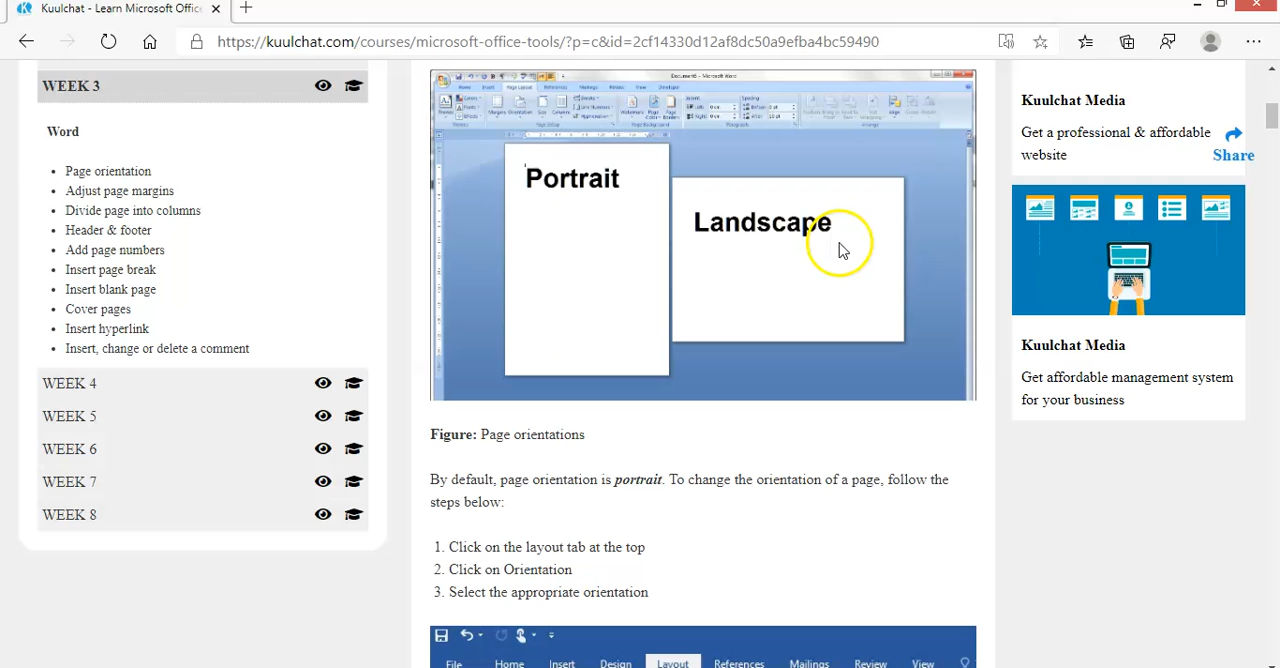 Kuulchat - Learn Microsoft Offic
https://kuulchat.com/courses/microsoft-office-tools/?p=c&id=2cf14330d12af8dc50a9efba4bc59490
WEEK 3
Word
Page orientation
Adjust page margins
Divide page into columns
Header & footer
Add page numbers
Insert page break
Insert blank page
Cover pages
Insert hyperlink
Insert, change or delete a comment
WEEK 4
WEEK 5
WEEK 6
WEEK 7
WEEK 8
Portrait
Landscape
Figure: Page orientations
By default, page orientation is portrait. To change the orientation of a page, follow the
steps below:
1. Click on the layout tab at the top
2. Click on Orientation
3. Select the appropriate orientation
File Home Insert Design Layout References Mailings Review View
Kuulchat Media
Get a professional & affordable
website
Share
Kuulchat Media
Get affordable management system
for your business